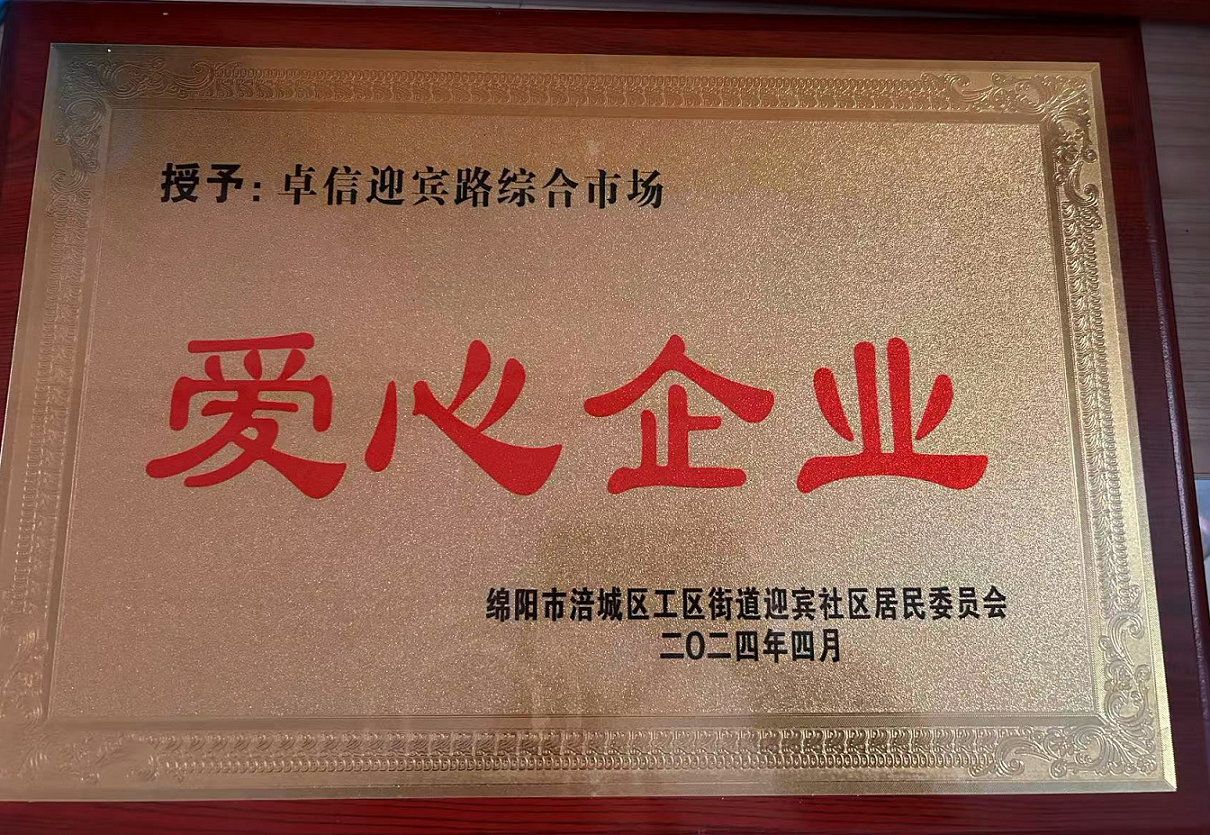 授予：卓信迎宾路综合市场
爱心企业
绵阳市涪城区工区街道迎宾社区居民委员会
二〇二四年四月